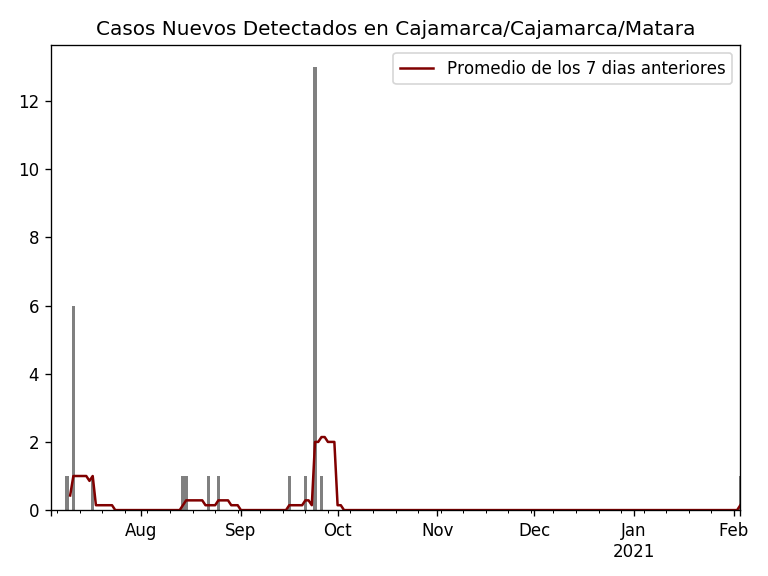 Casos Nuevos Detectados en Cajamarca/Cajamarca/Matara
Promedio de los 7 dias anteriores
12
10
8
6
4
2
0
Aug Sep Oct Nov Dec Jan Feb
2021